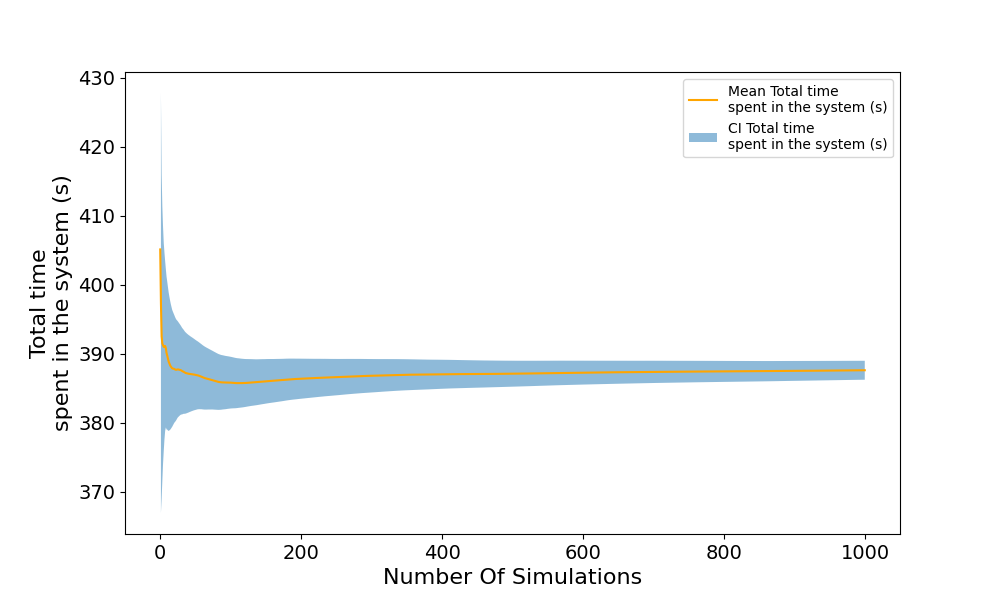 430
420
410
400
390
380
370
Total time
spent in the system (s)
Mean Total time
spent in the system (s)
CI Total time
spent in the system (s)
0 200 400 600 800 1000
Number Of Simulations